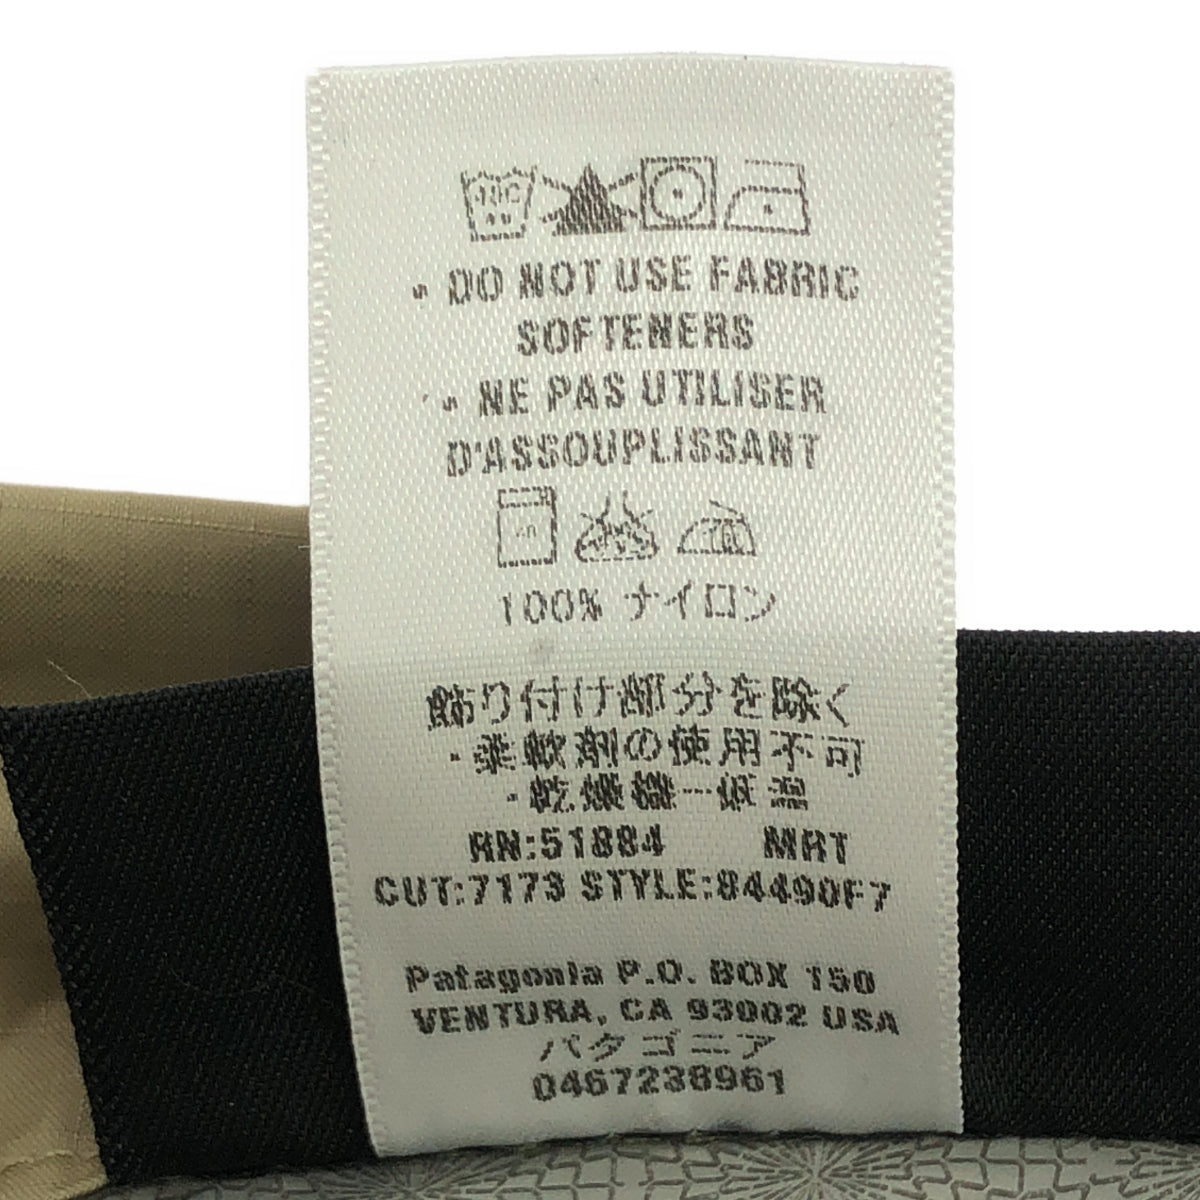 • DO NOT USE FABRIC
SOFTENERS
• NE PAS UTILISER
D'ASSOUPLISSANT
100% ナイロン
飾り付け部分を除く
・柔軟剤の使用不可
・乾燥機一低温
RN:51884 MRT
CUT:7173 STYLE:84490F7
Patagonia P.O. BOX 150
VENTURA, CA 93002 USA
パタゴニア
0467238961